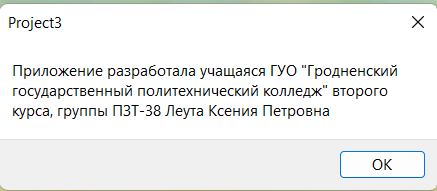 Project3
Приложение разработала учащаяся ГУО "Гродненский
государственный политехнический колледж" второго
курса, группы ПЗТ-38 Леута Ксения Петровна
OK